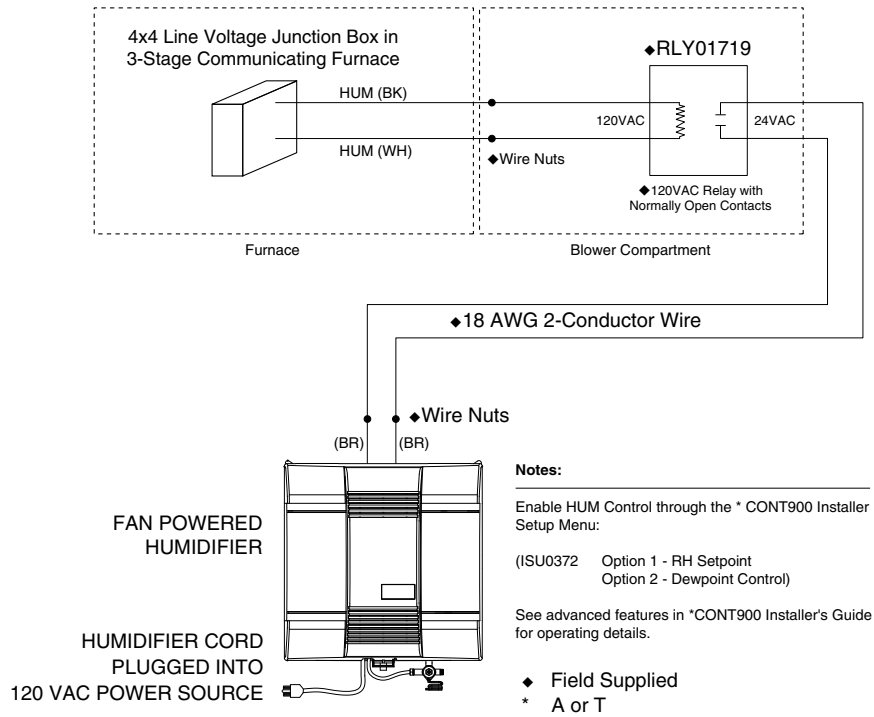 4x4 Line Voltage Junction Box in
3-Stage Communicating Furnace
HUM (BK)
HUM (WH)
◆Wire Nuts
◆RLY01719
120VAC
24VAC
◆120VAC Relay with
Normally Open Contacts
Furnace
Blower Compartment
◆18 AWG 2-Conductor Wire
◆Wire Nuts
(BR)
(BR)
FAN POWERED
HUMIDIFIER
HUMIDIFIER CORD
PLUGGED INTO
120 VAC POWER SOURCE
Notes:
Enable HUM Control through the * CONT900 Installer
Setup Menu:
(ISU0372 Option 1 - RH Setpoint
Option 2 - Dewpoint Control)
See advanced features in *CONT900 Installer's Guide
for operating details.
◆ Field Supplied
* A or T